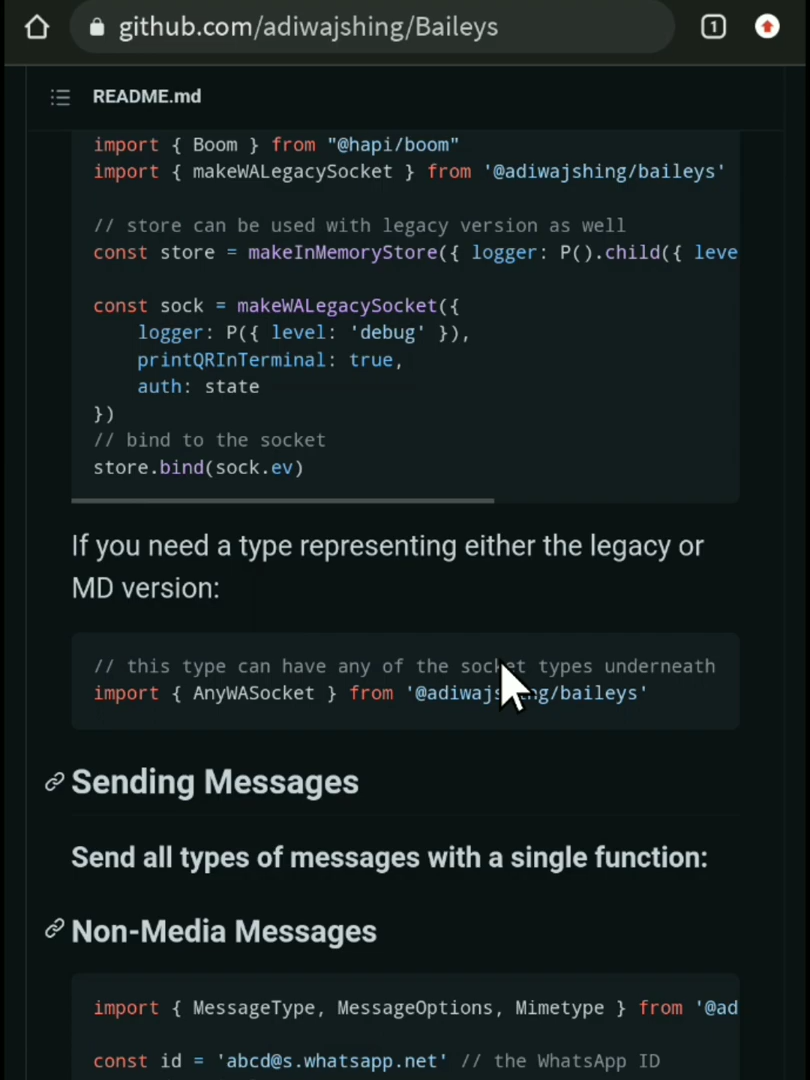 github.com/adiwajshing/Baileys
1
README.md
import { Boom } from "@hapi/boom"
import { makeWALegacySocket } from '@adiwajshing/baileys'
// store can be used with legacy version as well
const store = makeInMemoryStore({ logger: P().child({ leve
const sock = makeWALegacySocket({
logger: P({ level: 'debug' }),
printQRInTerminal: true,
auth: state
})
// bind to the socket
store.bind(sock.ev)
If you need a type representing either the legacy or
MD version:
// this type can have any of the socket types underneath
import { AnyWASocket } from '@adiwajshing/baileys'
Sending Messages
Send all types of messages with a single function:
Non-Media Messages
import { MessageType, MessageOptions, Mimetype } from '@ad
const id = 'abcd@s.whatsapp.net' // the WhatsApp ID